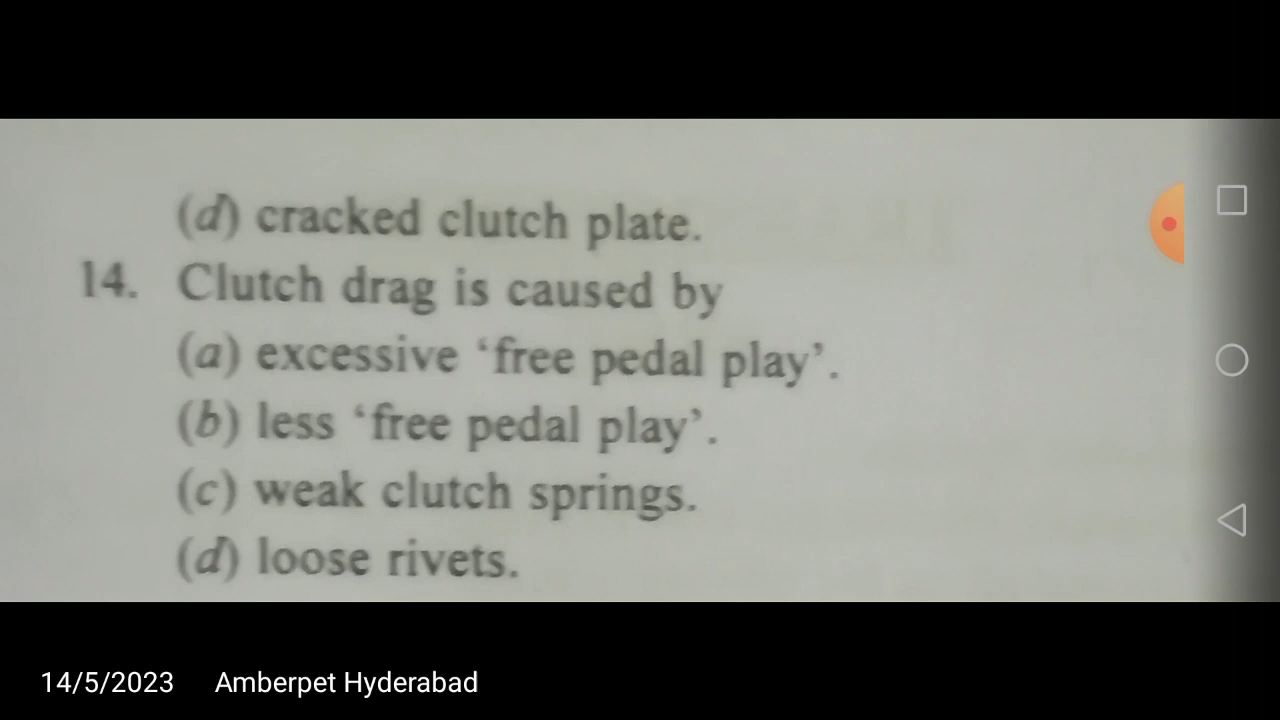 (d) cracked clutch plate.
14. Clutch drag is caused by
(a) excessive ‘free pedal play’.
(b) less ‘free pedal play’.
(c) weak clutch springs.
(d) loose rivets.
14/5/2023 Amberpet Hyderabad